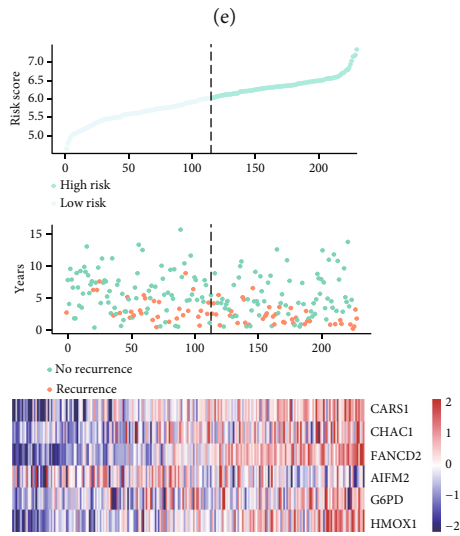 (e)
Risk score
7.0
6.5
6.0
5.5
5.0
0 50 100 150 200
High risk
Low risk
Years
15
10
5
0
0 50 100 150 200
No recurrence
Recurrence
CARS1
CHAC1
FANCD2
AIFM2
G6PD
HMOX1
2
1
0
−1
−2